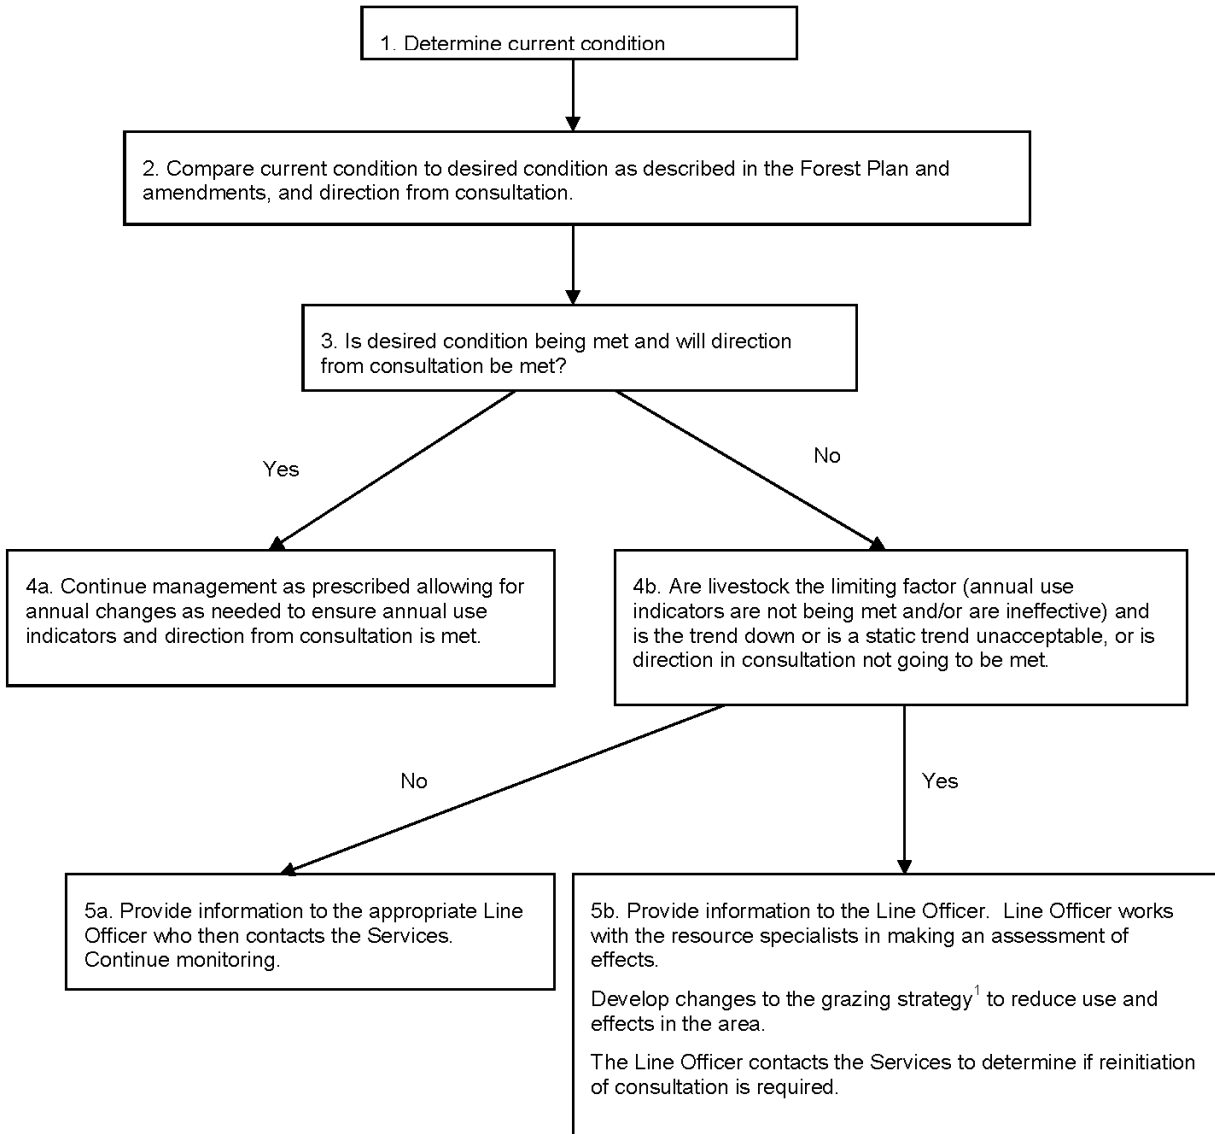 1. Determine current condition
2. Compare current condition to desired condition as described in the Forest Plan and
amendments, and direction from consultation.
3. Is desired condition being met and will direction
from consultation be met?
Yes
No
4a. Continue management as prescribed allowing for
annual changes as needed to ensure annual use
indicators and direction from consultation is met.
4b. Are livestock the limiting factor (annual use
indicators are not being met and/or are ineffective) and
is the trend down or is a static trend unacceptable, or is
direction in consultation not going to be met.
No
Yes
5a. Provide information to the appropriate Line
Officer who then contacts the Services.
Continue monitoring.
5b. Provide information to the Line Officer. Line Officer works
with the resource specialists in making an assessment of
effects.
Develop changes to the grazing strategy1 to reduce use and
effects in the area.
The Line Officer contacts the Services to determine if reinitiation
of consultation is required.